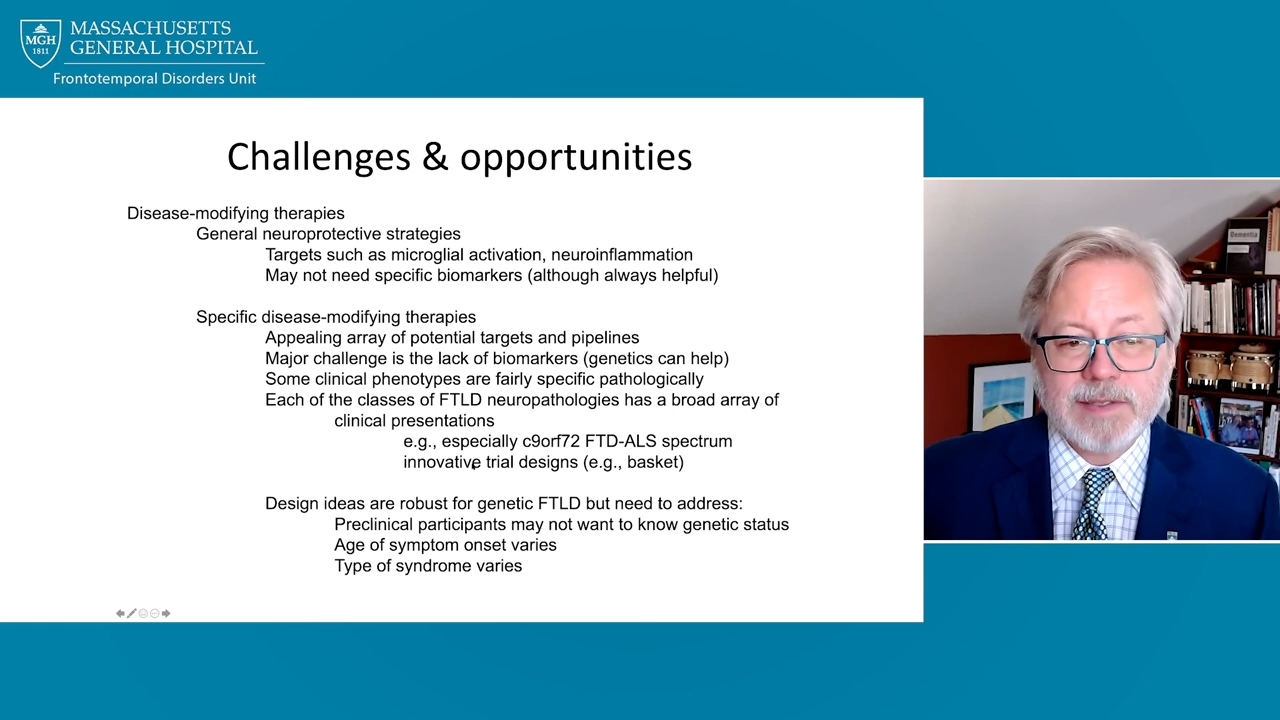 MASSACHUSETTS
GENERAL HOSPITAL
MGH
1811
Frontotemporal Disorders Unit
Challenges & opportunities
Disease-modifying therapies
General neuroprotective strategies
Targets such as microglial activation, neuroinflammation
May not need specific biomarkers (although always helpful)
Specific disease-modifying therapies
Appealing array of potential targets and pipelines
Major challenge is the lack of biomarkers (genetics can help)
Some clinical phenotypes are fairly specific pathologically
Each of the classes of FTLD neuropathologies has a broad array of
clinical presentations
e.g., especially c9orf72 FTD-ALS spectrum
innovative trial designs (e.g., basket)
Design ideas are robust for genetic FTLD but need to address:
Preclinical participants may not want to know genetic status
Age of symptom onset varies
Type of syndrome varies
Dementia